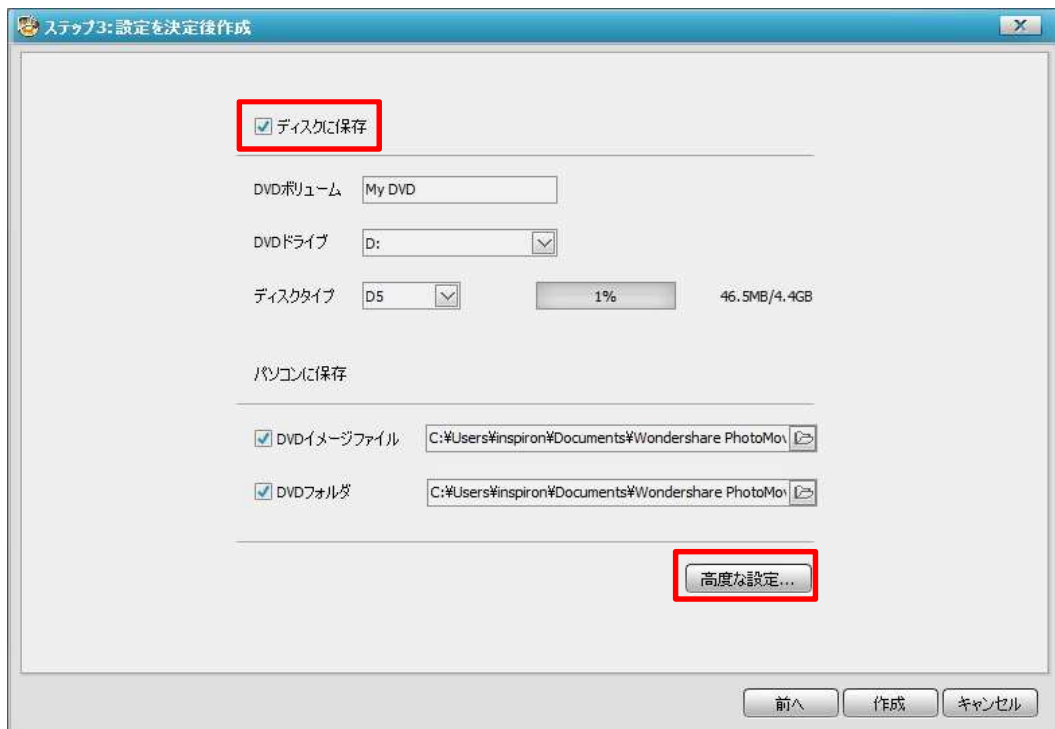 ステップ3:設定を決定後作成
ディスクに保存
DVDボリューム My DVD
DVDドライブ D:
ディスクタイプ D5 1% 46.5MB/4.4GB
パソコンに保存
DVDイメージファイル C:¥Users¥inspiron¥Documents¥Wondershare PhotoMov
DVDフォルダ C:¥Users¥inspiron¥Documents¥Wondershare PhotoMov
高度な設定...
前へ 作成 キャンセル